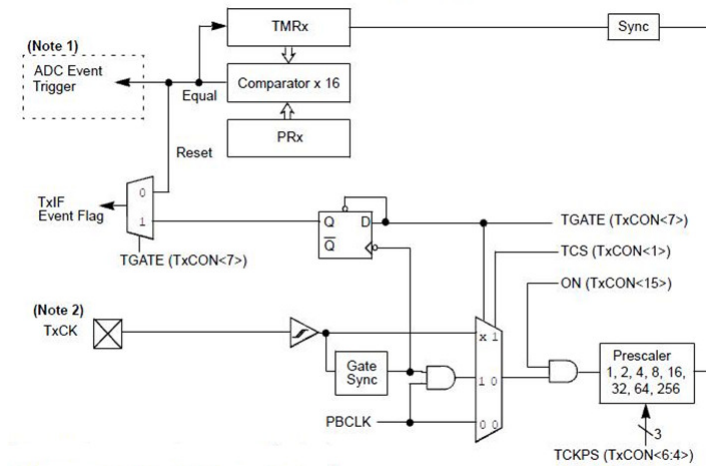 TMRx
Sync
(Note 1)
ADC Event
Trigger
Equal
Comparator x 16
PRx
Reset
0
1
TxIF
Event Flag
Q
D
Q
TGATE (TxCON<7>)
TGATE (TxCON<7>)
TCS (TxCON<1>)
ON (TxCON<15>)
(Note 2)
TxCK
x 1
Gate
Sync
1 0
Prescaler
1, 2, 4, 8, 16,
32, 64, 256
PBCLK
0 0
3
TCKPS (TxCON<6:4>)